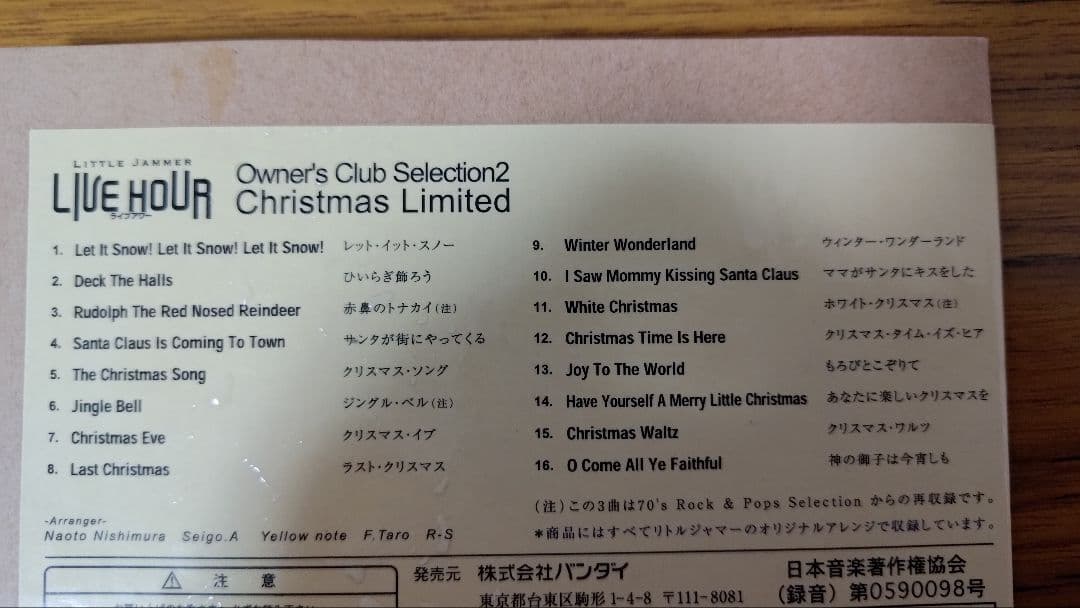 LITTLE JAMMER
LIVE HOUR
ライブアワー
Owner's Club Selection2
Christmas Limited
1. Let It Snow! Let It Snow! Let It Snow! レット・イット・スノー
2. Deck The Halls ひいらぎ飾ろう
3. Rudolph The Red Nosed Reindeer 赤鼻のトナカイ(注)
4. Santa Claus Is Coming To Town サンタが街にやってくる
5. The Christmas Song クリスマス・ソング
6. Jingle Bell ジングル・ベル(注)
7. Christmas Eve クリスマス・イブ
8. Last Christmas ラスト・クリスマス
9. Winter Wonderland ウィンター・ワンダーランド
10. I Saw Mommy Kissing Santa Claus ママがサンタにキスをした
11. White Christmas ホワイト・クリスマス(注)
12. Christmas Time Is Here クリスマス・タイム・イズ・ヒア
13. Joy To The World もろびとこぞりて
14. Have Yourself A Merry Little Christmas あなたに楽しいクリスマスを
15. Christmas Waltz クリスマス・ワルツ
16. O Come All Ye Faithful 神の御子は今宵しも
(注)この3曲は70's Rock & Pops Selection からの再収録です。
*商品にはすべてリトルジャマーのオリジナルアレンジで収録しています。
-Arranger-
Naoto Nishimura Seigo.A Yellow note F.Taro R-S
⚠ 注 意
発売元 株式会社バンダイ
東京都台東区駒形1-4-8 〒111-8081
日本音楽著作権協会
(録音)第0590098号